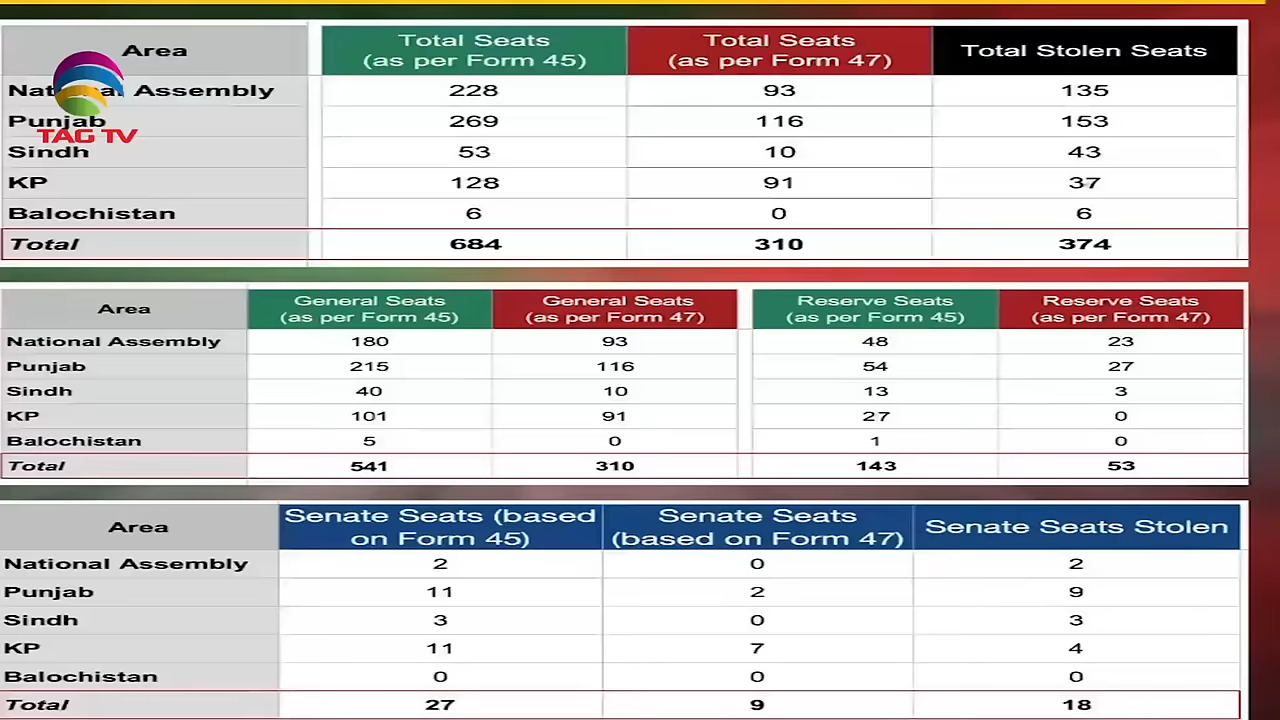 Area Total Seats (as per Form 45) Total Seats (as per Form 47) Total Stolen Seats
National Assembly 228 93 135
Punjab 269 116 153
TAG TV
Sindh 53 10 43
KP 128 91 37
Balochistan 6 0 6
Total 684 310 374
Area General Seats (as per Form 45) General Seats (as per Form 47) Reserve Seats (as per Form 45) Reserve Seats (as per Form 47)
National Assembly 180 93 48 23
Punjab 215 116 54 27
Sindh 40 10 13 3
KP 101 91 27 0
Balochistan 5 0 1 0
Total 541 310 143 53
Area Senate Seats (based on Form 45) Senate Seats (based on Form 47) Senate Seats Stolen
National Assembly 2 0 2
Punjab 11 2 9
Sindh 3 0 3
KP 11 7 4
Balochistan 0 0 0
Total 27 9 18